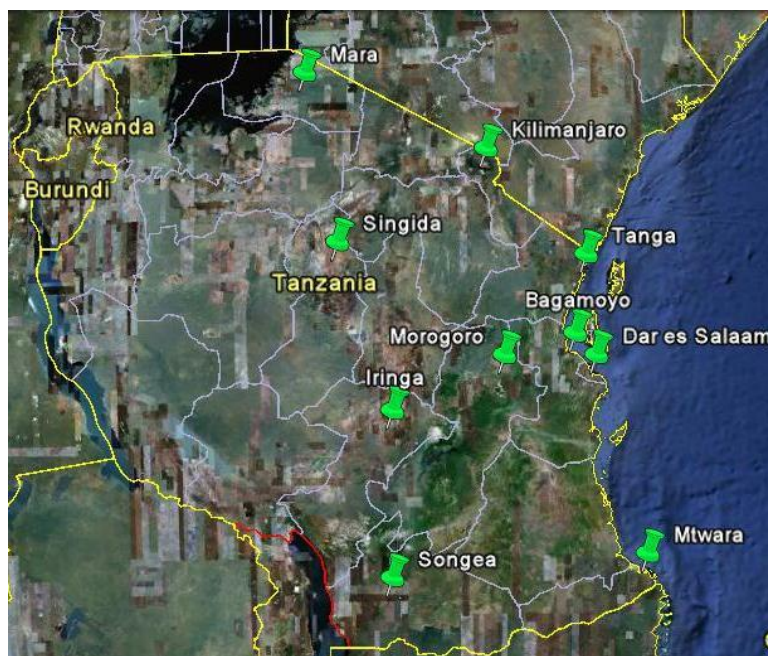 Mara
Rwanda
Kilimanjaro
Burundi
Singida
Tanga
Tanzania
Bagamoyo
Morogoro
Dar es Salaam
Iringa
Mtwara
Songea